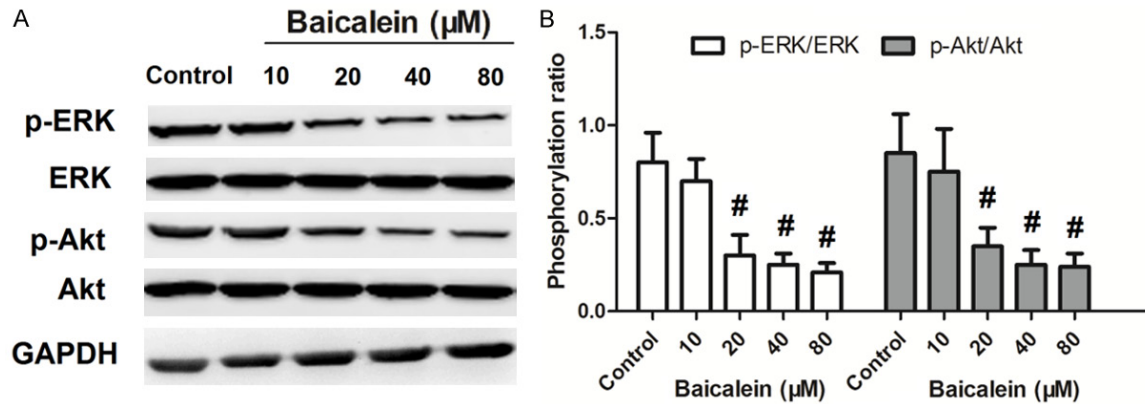 A
Baicalein (µM)
Control 10 20 40 80
p-ERK
ERK
p-Akt
Akt
GAPDH
B
p-ERK/ERK p-Akt/Akt
Phosphorylation ratio
1.5
1.0
0.5
0.0
# # # # # #
Control 10 20 40 80 Control 10 20 40 80
Baicalein (µM) Baicalein (µM)